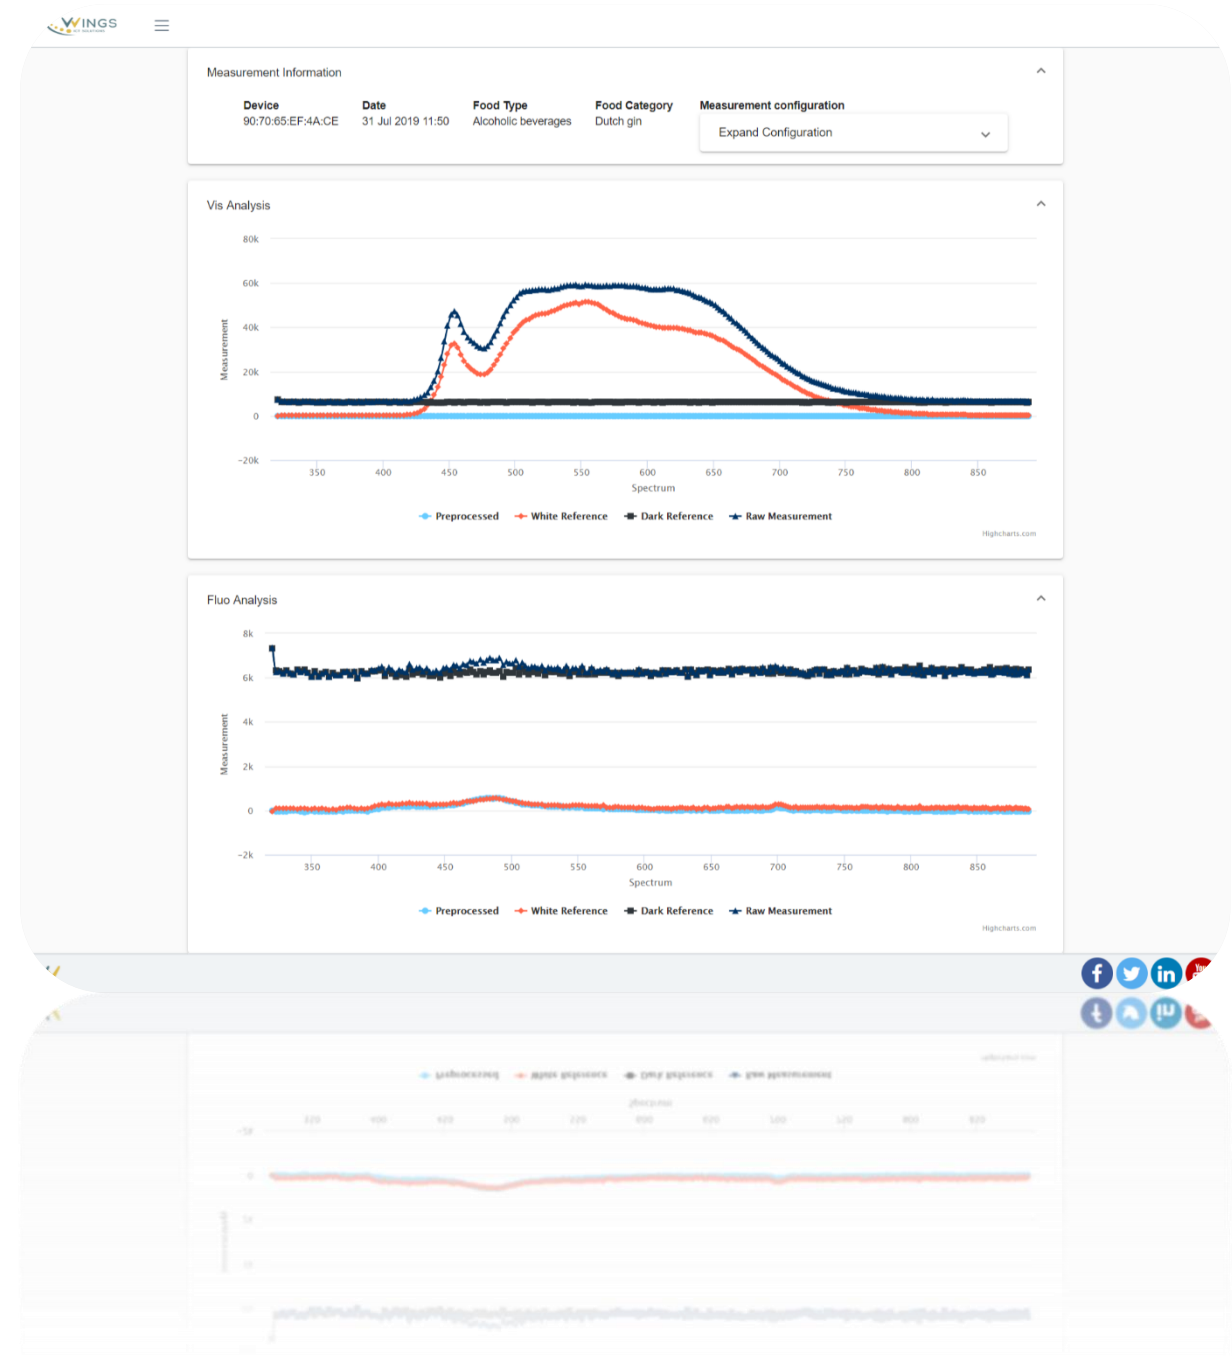 WINGS
ICT SOLUTIONS
Measurement Information
Device Date Food Type Food Category Measurement configuration
90:70:65:EF:4A:CE 31 Jul 2019 11:50 Alcoholic beverages Dutch gin
Expand Configuration
Vis Analysis
80k
60k
40k
20k
0
-20k
Measurement
350 400 450 500 550 600 650 700 750 800 850
Spectrum
Preprocessed White Reference Dark Reference Raw Measurement
Highcharts.com
Fluo Analysis
8k
6k
4k
2k
0
-2k
Measurement
350 400 450 500 550 600 650 700 750 800 850
Spectrum
Preprocessed White Reference Dark Reference Raw Measurement
Highcharts.com
f in You